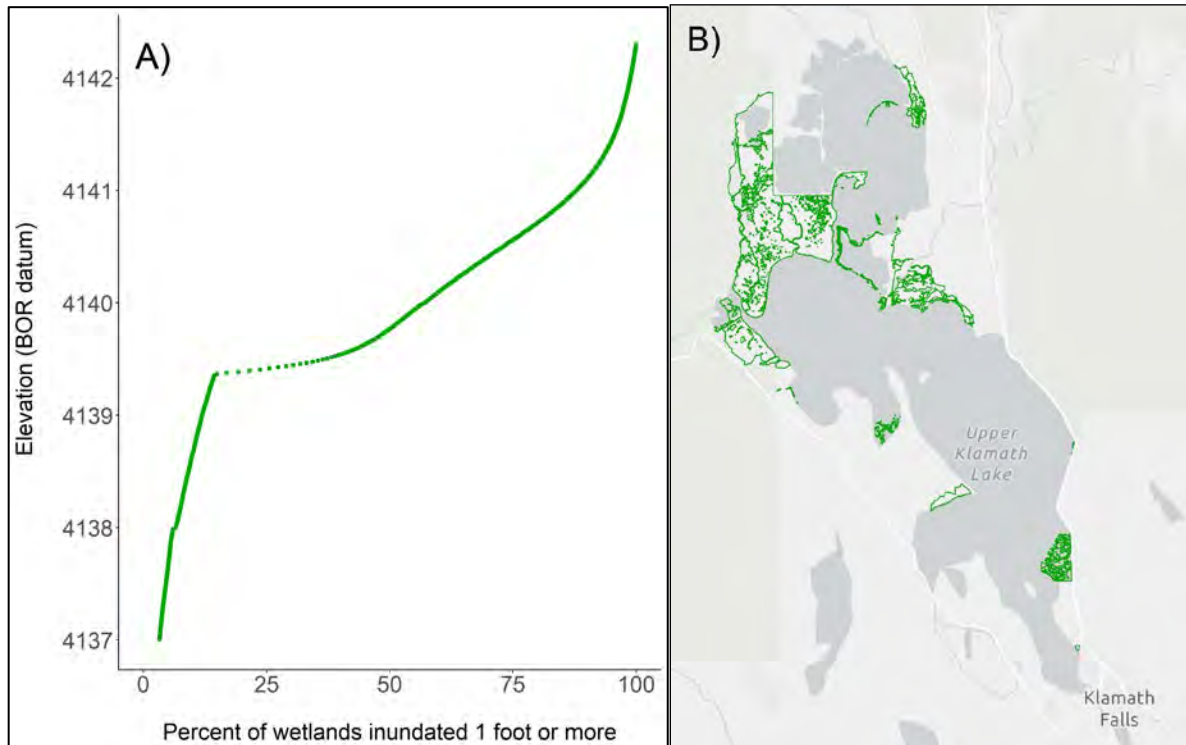 A)
4142
4141
4140
4139
4138
4137
Elevation (BOR datum)
0 25 50 75 100
Percent of wetlands inundated 1 foot or more
B)
Upper
Klamath
Lake
Klamath
Falls